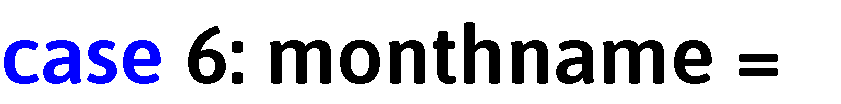 case 6: monthname =